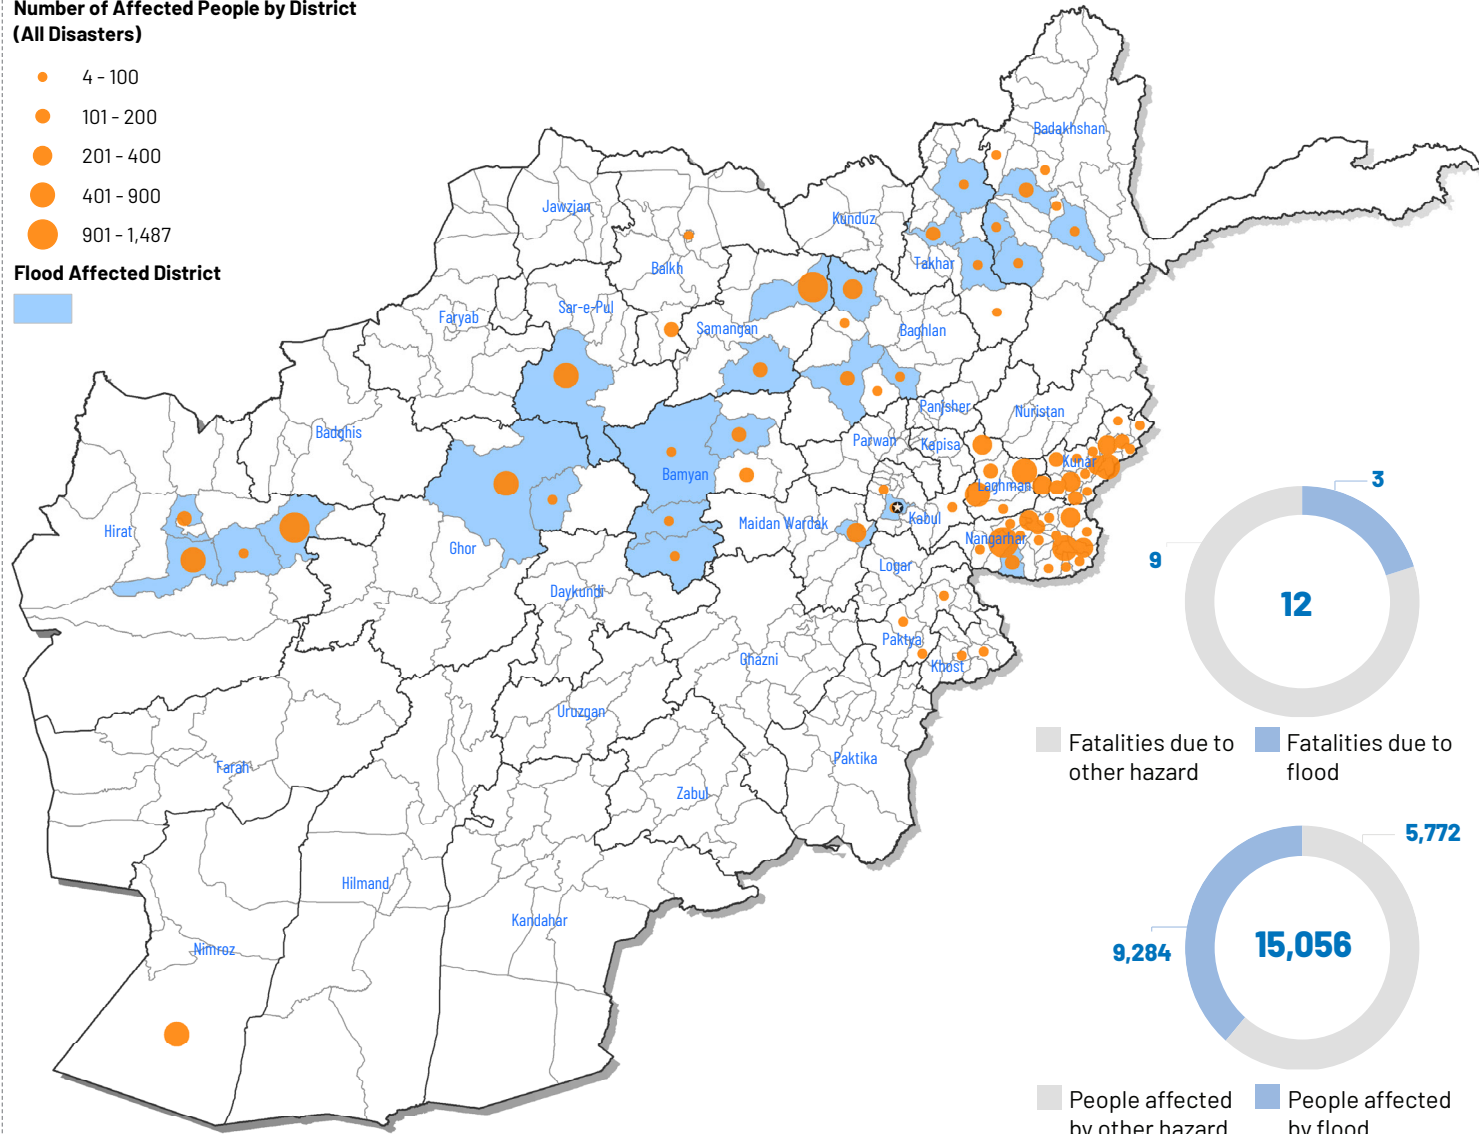 Number of Affected People by District
(All Disasters)
4 - 100
101 - 200
201 - 400
401 - 900
901 - 1,487
Flood Affected District
Badakhshan
Jawzjan
Kunduz
Balkh
Takhar
Sar-e-Pul
Faryab
Samangan
Baghlan
Panjsher
Nuristan
Badghis
Parwan
Kapisa
Kunar
Bamyan
Laghman
Hirat
Maidan Wardak
Kabul
Nangarhar
Ghor
Logar
Daykundi
Paktya
Ghazni
Khost
Uruzgan
Paktika
Farah
Zabul
Hilmand
Kandahar
Nimroz
3
9
12
Fatalities due to
other hazard
Fatalities due to
flood
5,772
9,284
15,056
People affected
by other hazard
People affected
by flood